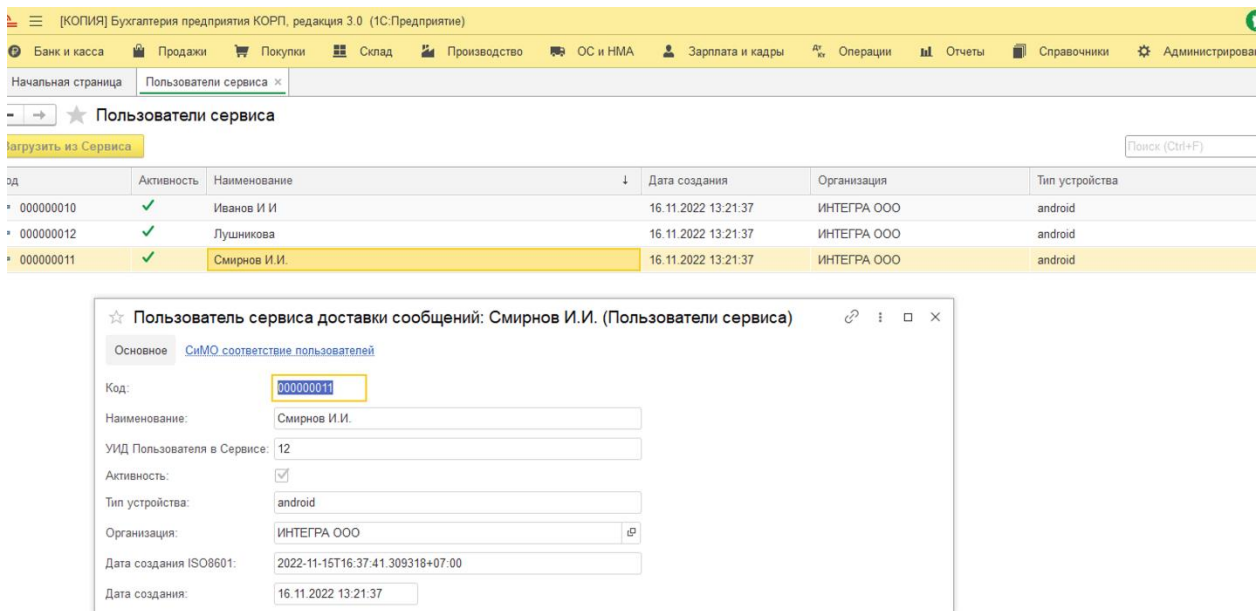 [КОПИЯ] Бухгалтерия предприятия КОРП, редакция 3.0 (1С:Предприятие)
Банк и касса Продажи Покупки Склад Производство ОС и НМА Зарплата и кадры Дт Кт Операции Отчеты Справочники Администрирован
Начальная страница Пользователи сервиса ×
Пользователи сервиса
Загрузить из Сервиса Поиск (Ctrl+F)
од Активность Наименование ↓ Дата создания Организация Тип устройства
000000010 Иванов И И 16.11.2022 13:21:37 ИНТЕГРА ООО android
000000012 Лушникова 16.11.2022 13:21:37 ИНТЕГРА ООО android
000000011 Смирнов И.И. 16.11.2022 13:21:37 ИНТЕГРА ООО android
Пользователь сервиса доставки сообщений: Смирнов И.И. (Пользователи сервиса)
Основное СиМО соответствие пользователей
Код: 000000011
Наименование: Смирнов И.И.
УИД Пользователя в Сервисе: 12
Активность:
Тип устройства: android
Организация: ИНТЕГРА ООО
Дата создания ISO8601: 2022-11-15T16:37:41.309318+07:00
Дата создания: 16.11.2022 13:21:37